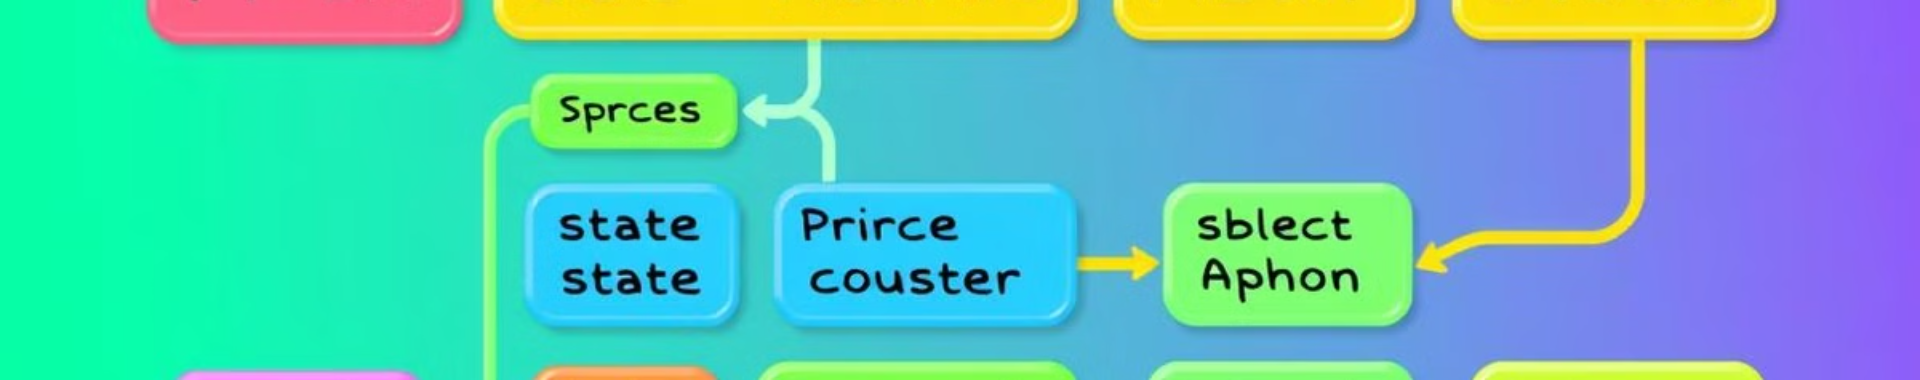 Sprces
state
state
Prirce
couster
sblect
Aphon